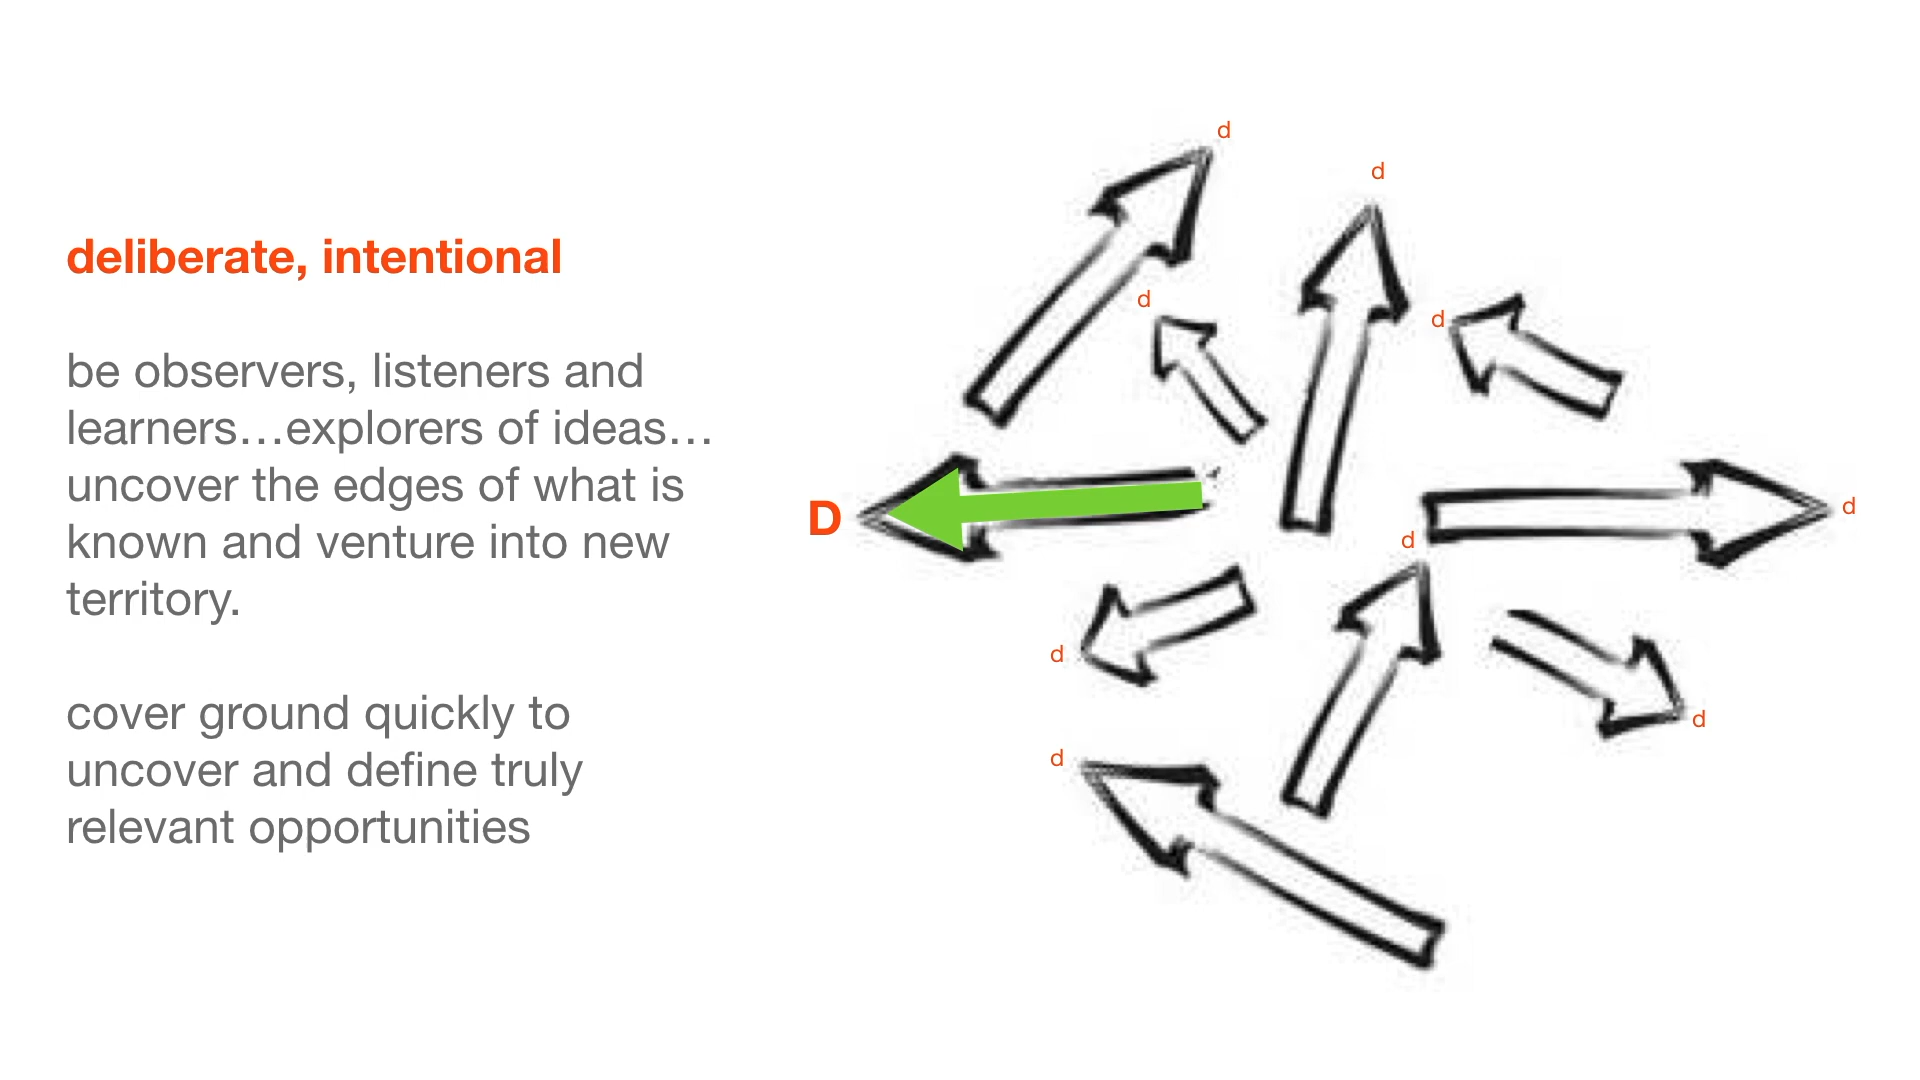 deliberate, intentional
be observers, listeners and
learners…explorers of ideas…
uncover the edges of what is
known and venture into new
territory.
cover ground quickly to
uncover and define truly
relevant opportunities
d
d
d
d
D
d
d
d
d
d